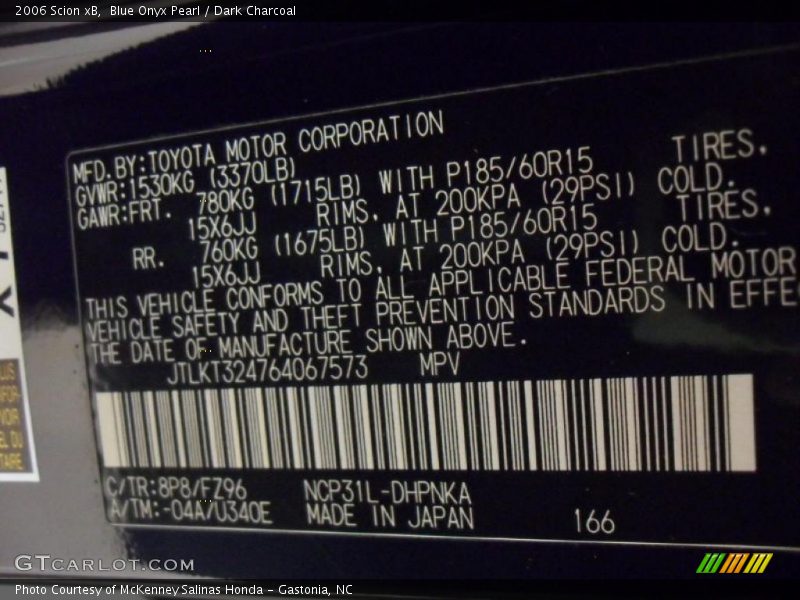 2006 Scion xB,  Blue Onyx Pearl / Dark Charcoal
MFD.BY:TOYOTA MOTOR CORPORATION
GVWR:1530KG (3370LB)
GAWR:FRT. 780KG (1715LB) WITH P185/60R15 TIRES.
15X6JJ RIMS. AT 200KPA (29PSI) COLD.
RR. 760KG (1675LB) WITH P185/60R15 TIRES.
15X6JJ RIMS. AT 200KPA (29PSI) COLD.
THIS VEHICLE CONFORMS TO ALL APPLICABLE FEDERAL MOTOR
VEHICLE SAFETY AND THEFT PREVENTION STANDARDS IN EFFE
THE DATE OF MANUFACTURE SHOWN ABOVE.
JTLKT324764067573 MPV
C/TR:8P8/FZ96 NCP31L-DHPNKA
A/TM:-04A/U340E MADE IN JAPAN 166
GTCARLOT.COM
Photo Courtesy of McKenney Salinas Honda - Gastonia, NC